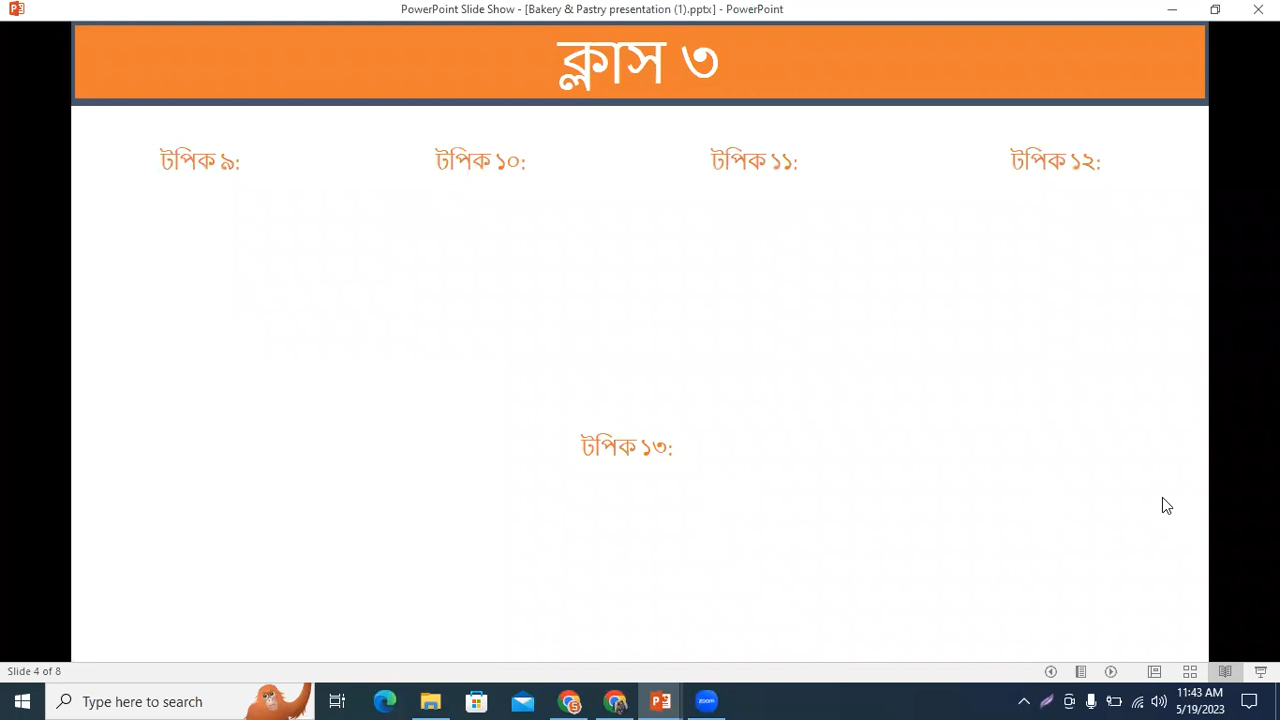 PowerPoint Slide Show - [Bakery & Pastry presentation (1).pptx] - PowerPoint
ক্লাস ৩
টপিক ৯: টপিক ১০: টপিক ১১: টপিক ১২:
টপিক ১৩:
Slide 4 of 8
Type here to search
zoom
11:43 AM
5/19/2023